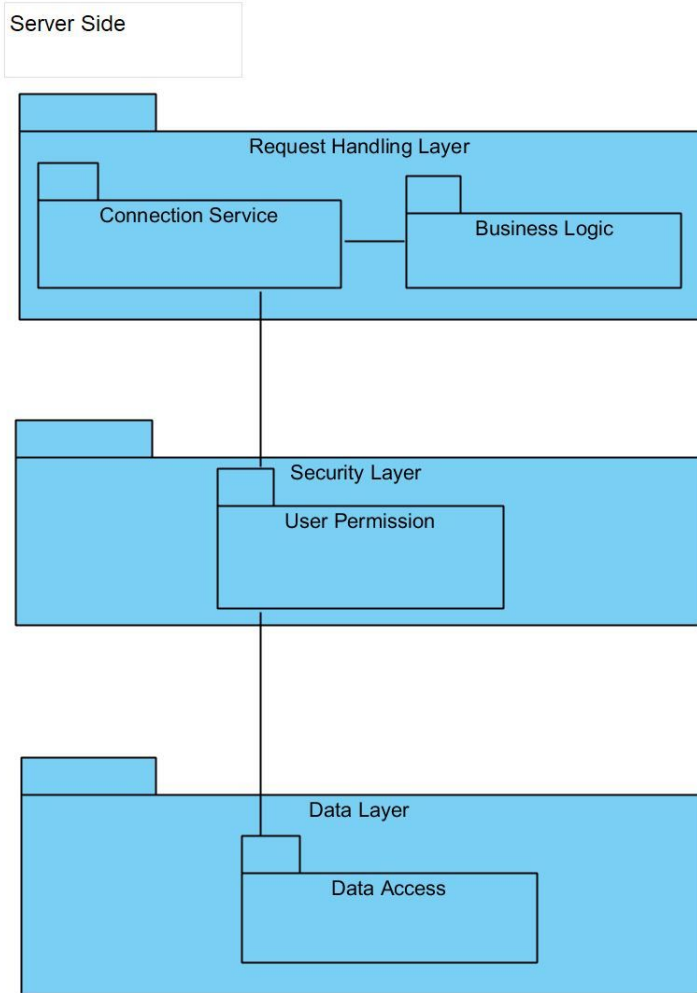 Server Side
Request Handling Layer
Connection Service
Business Logic
Security Layer
User Permission
Data Layer
Data Access